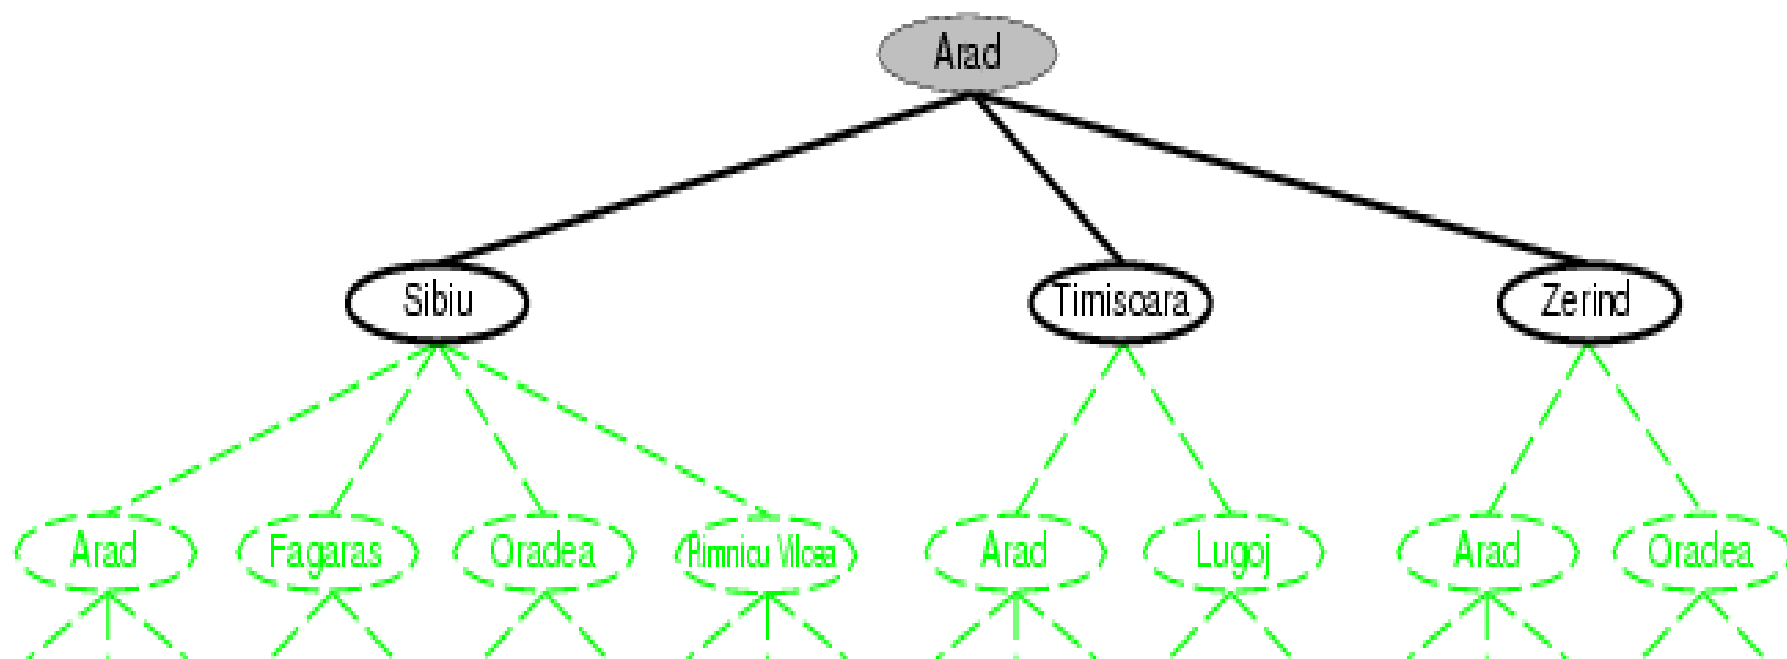 Arad
Sibiu
Timisoara
Zerind
Arad
Fagaras
Oradea
Rimnicu Vilcea
Arad
Lugoj
Arad
Oradea